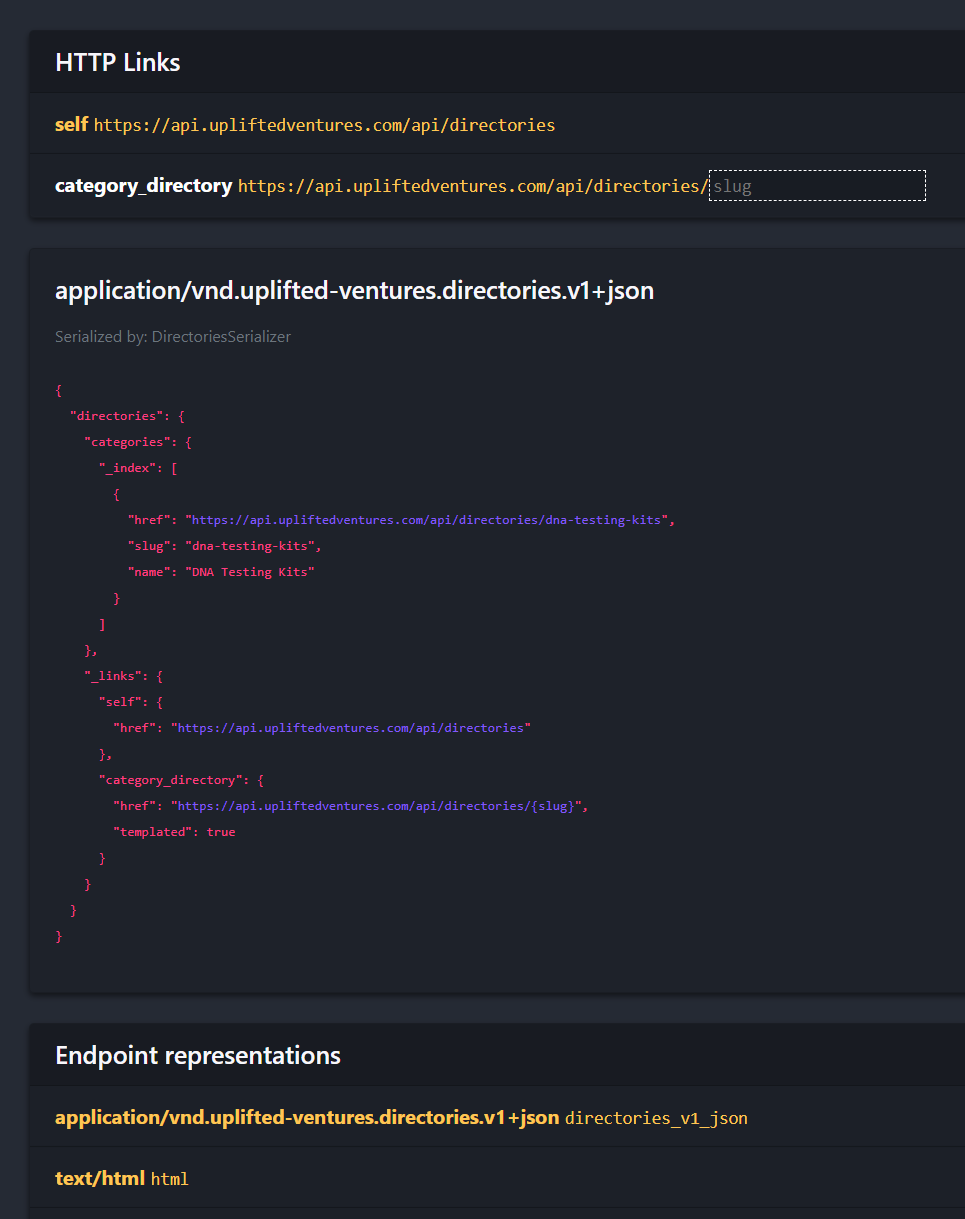 HTTP Links
self https://api.upliftedventures.com/api/directories
category_directory https://api.upliftedventures.com/api/directories/slug
application/vnd.uplifted-ventures.directories.v1+json
Serialized by: DirectoriesSerializer
{
  "directories": {
    "categories": {
      "_index": [
        {
          "href": "https://api.upliftedventures.com/api/directories/dna-testing-kits",
          "slug": "dna-testing-kits",
          "name": "DNA Testing Kits"
        }
      ]
    },
    "_links": {
      "self": {
        "href": "https://api.upliftedventures.com/api/directories"
      },
      "category_directory": {
        "href": "https://api.upliftedventures.com/api/directories/{slug}",
        "templated": true
      }
    }
  }
}
Endpoint representations
application/vnd.uplifted-ventures.directories.v1+json directories_v1_json
text/html html